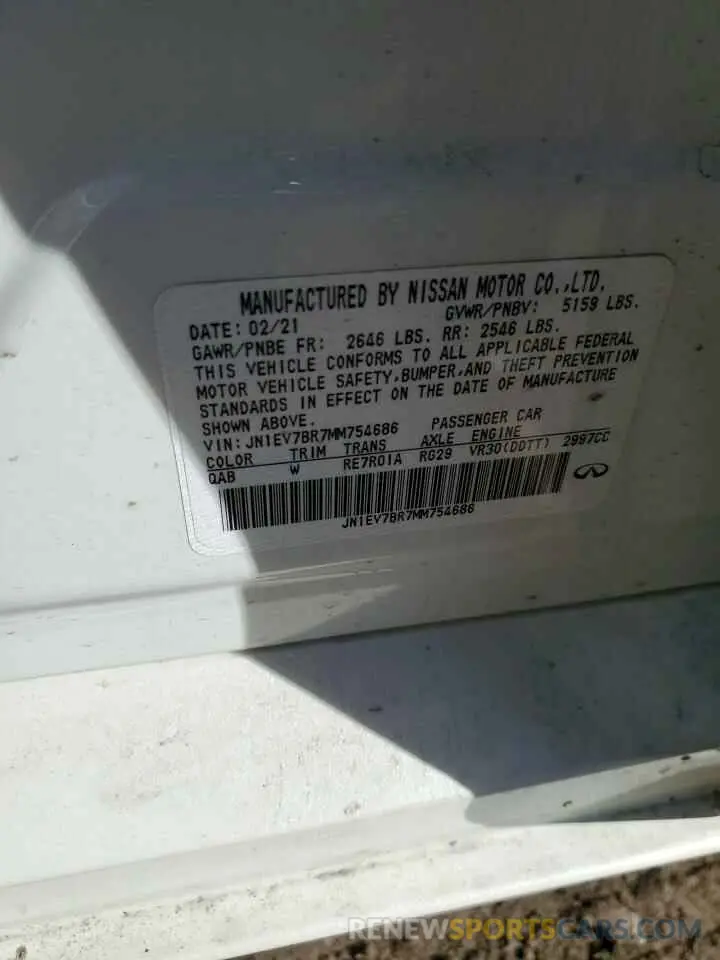 MANUFACTURED BY NISSAN MOTOR CO.,LTD.
DATE: 02/21 GVWR/PNBV: 5159 LBS.
GAWR/PNBE FR: 2646 LBS. RR: 2546 LBS.
THIS VEHICLE CONFORMS TO ALL APPLICABLE FEDERAL
MOTOR VEHICLE SAFETY,BUMPER,AND THEFT PREVENTION
STANDARDS IN EFFECT ON THE DATE OF MANUFACTURE
SHOWN ABOVE.
VIN: JN1EV7BR7MM754686 PASSENGER CAR
COLOR TRIM TRANS AXLE ENGINE
QAB W RE7R01A RG29 VR30(DDTT) 2997CC
JN1EV7BR7MM754686
RENEWSPORTSCARS.COM